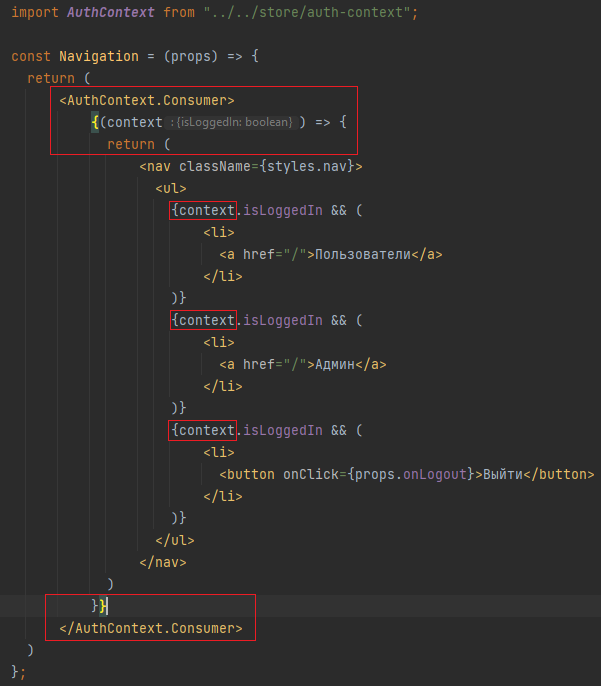 import AuthContext from "../../store/auth-context";
const Navigation = (props) => {
return (
<AuthContext.Consumer>
{(context : {isLoggedIn: boolean} ) => {
return (
<nav className={styles.nav}>
<ul>
{context.isLoggedIn && (
<li>
<a href="/">Пользователи</a>
</li>
)}
{context.isLoggedIn && (
<li>
<a href="/">Админ</a>
</li>
)}
{context.isLoggedIn && (
<li>
<button onClick={props.onLogout}>Выйти</button>
</li>
)}
</ul>
</nav>
)
}}
</AuthContext.Consumer>
)
};